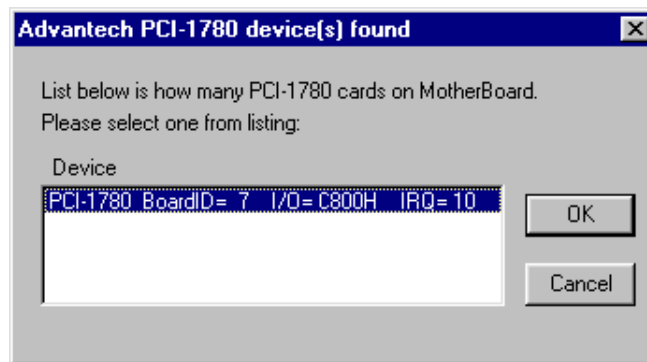 Advantech PCI-1780 device(s) found
List below is how many PCI-1780 cards on MotherBoard.
Please select one from listing:
Device
PCI-1780 BoardID= 7 I/O= C800H IRQ= 10
OK
Cancel